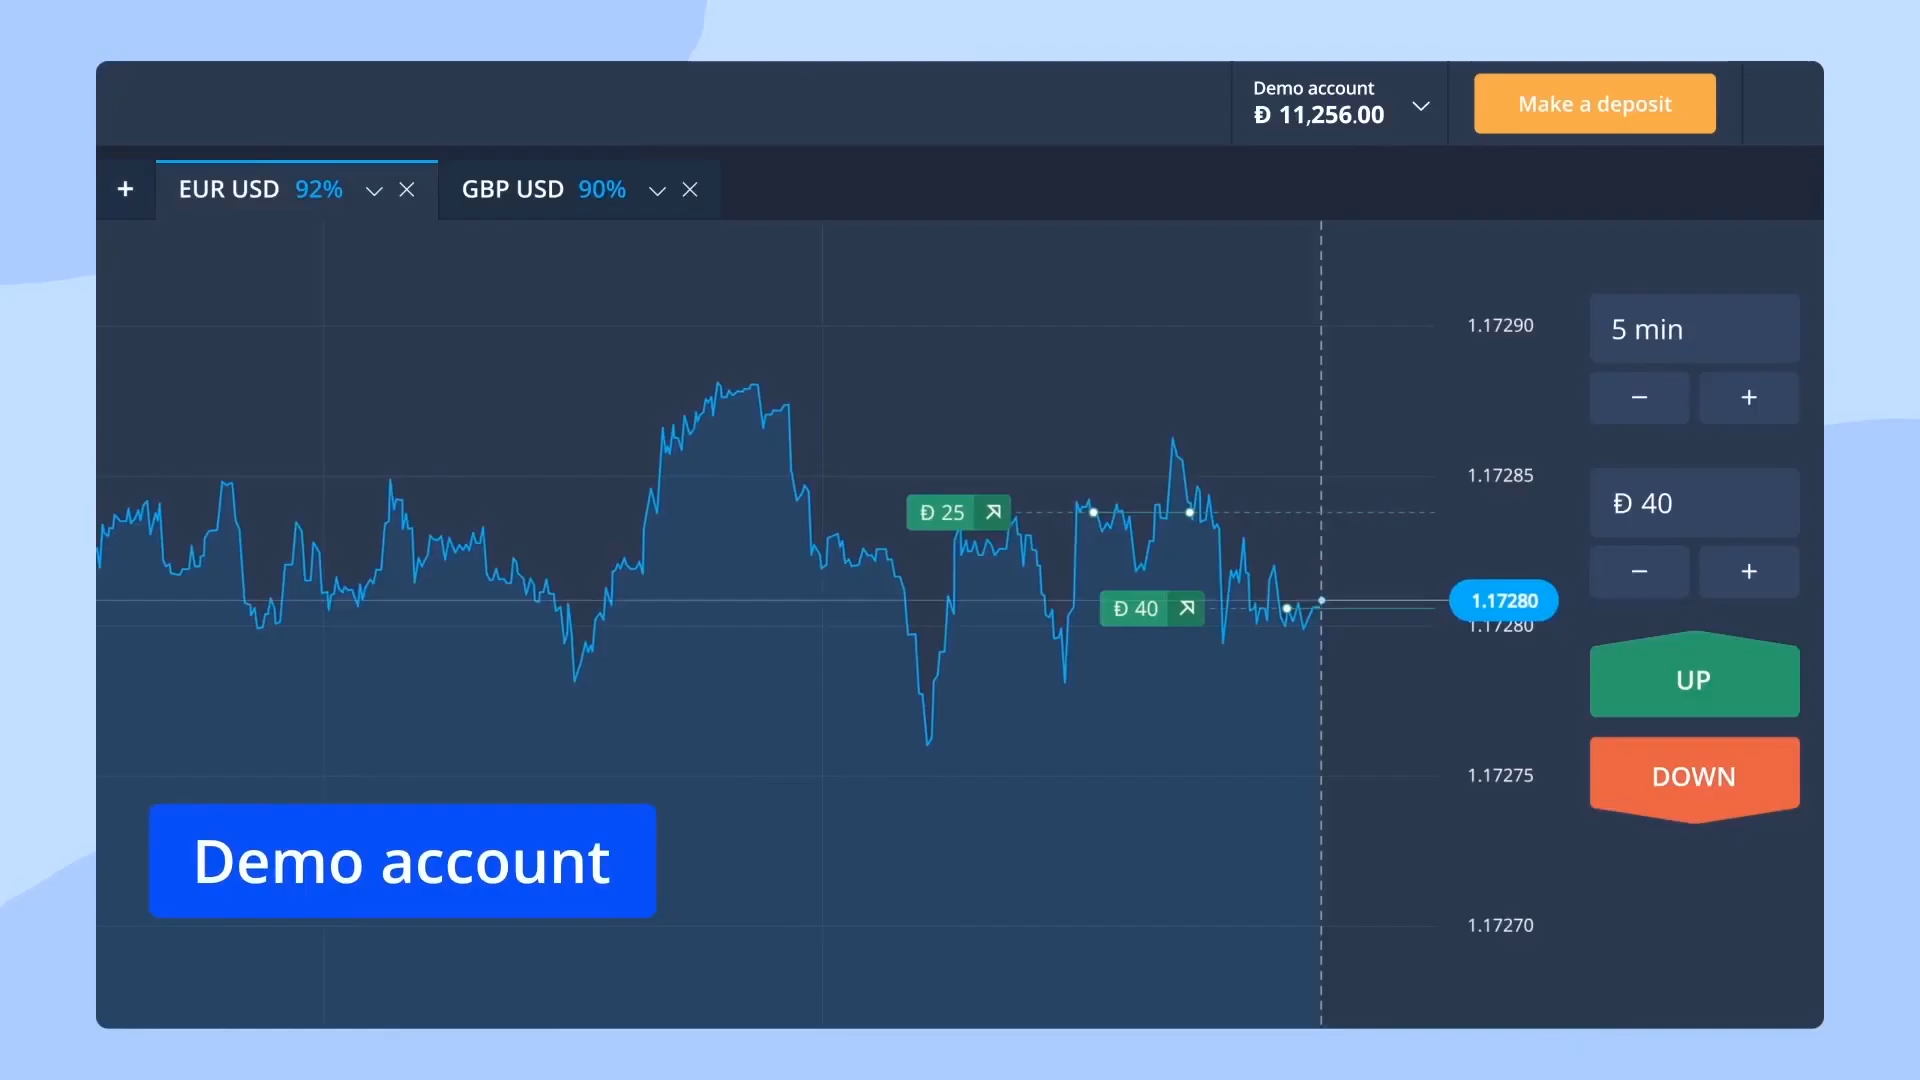 Demo account
Đ 11,256.00
Make a deposit
+
EUR USD 92%
GBP USD 90%
1.17290
5 min
− +
1.17285
Đ 25
Đ 40
− +
Đ 40
1.17280
1.17280
UP
1.17275
DOWN
Demo account
1.17270